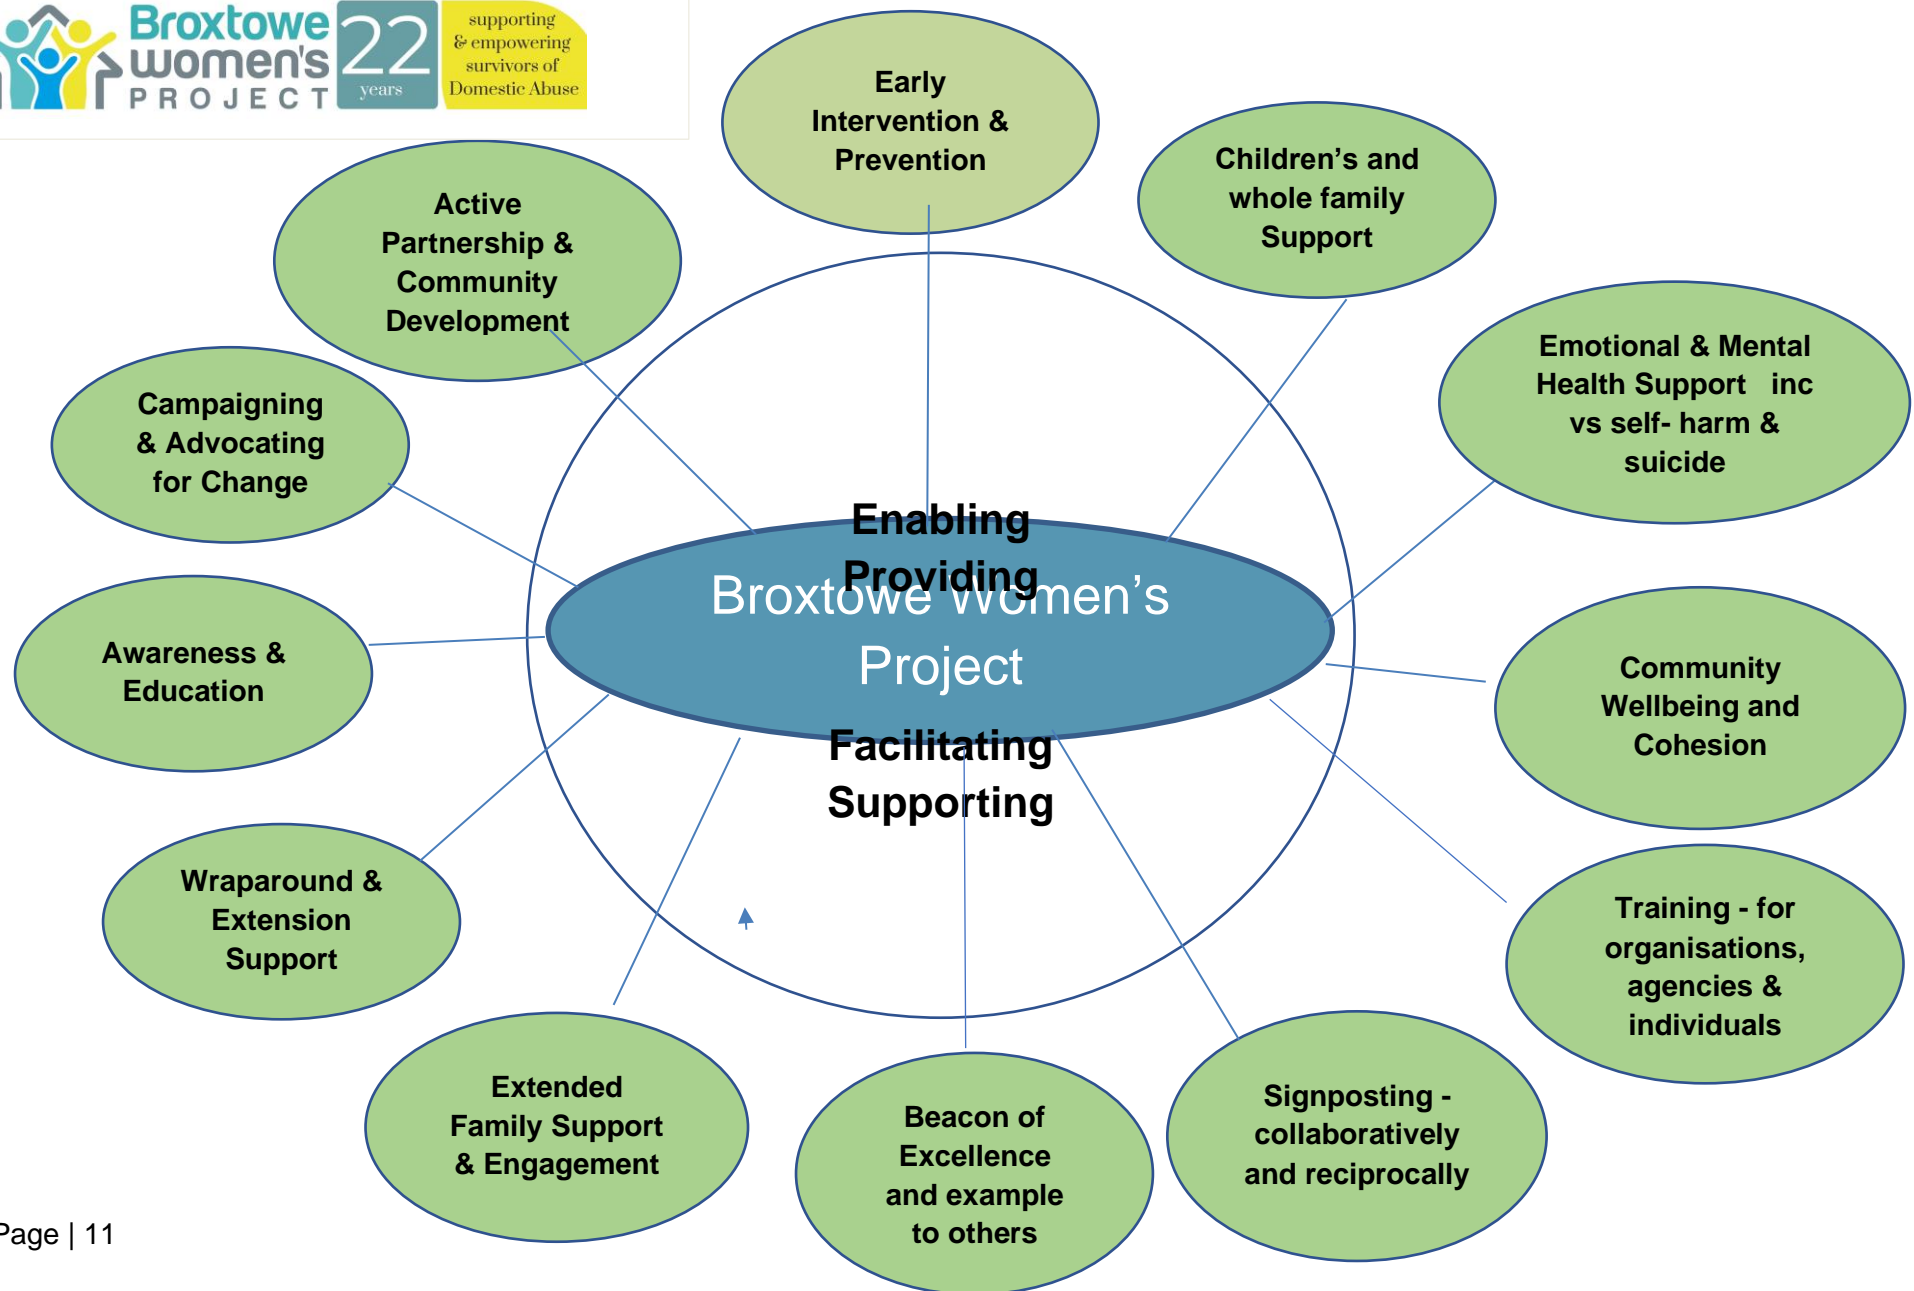 Broxtowe
women's
PROJECT
22
years
supporting
& empowering
survivors of
Domestic Abuse
Early
Intervention &
Prevention
Children’s and
whole family
Support
Active
Partnership &
Community
Development
Emotional & Mental
Health Support   inc
vs self- harm &
suicide
Campaigning
& Advocating
for Change
Enabling
Providing
Broxtowe Women’s
Project
Facilitating
Supporting
Awareness &
Education
Community
Wellbeing and
Cohesion
Wraparound &
Extension
Support
Training - for
organisations,
agencies &
individuals
Extended
Family Support
& Engagement
Beacon of
Excellence
and example
to others
Signposting -
collaboratively
and reciprocally
Page | 11